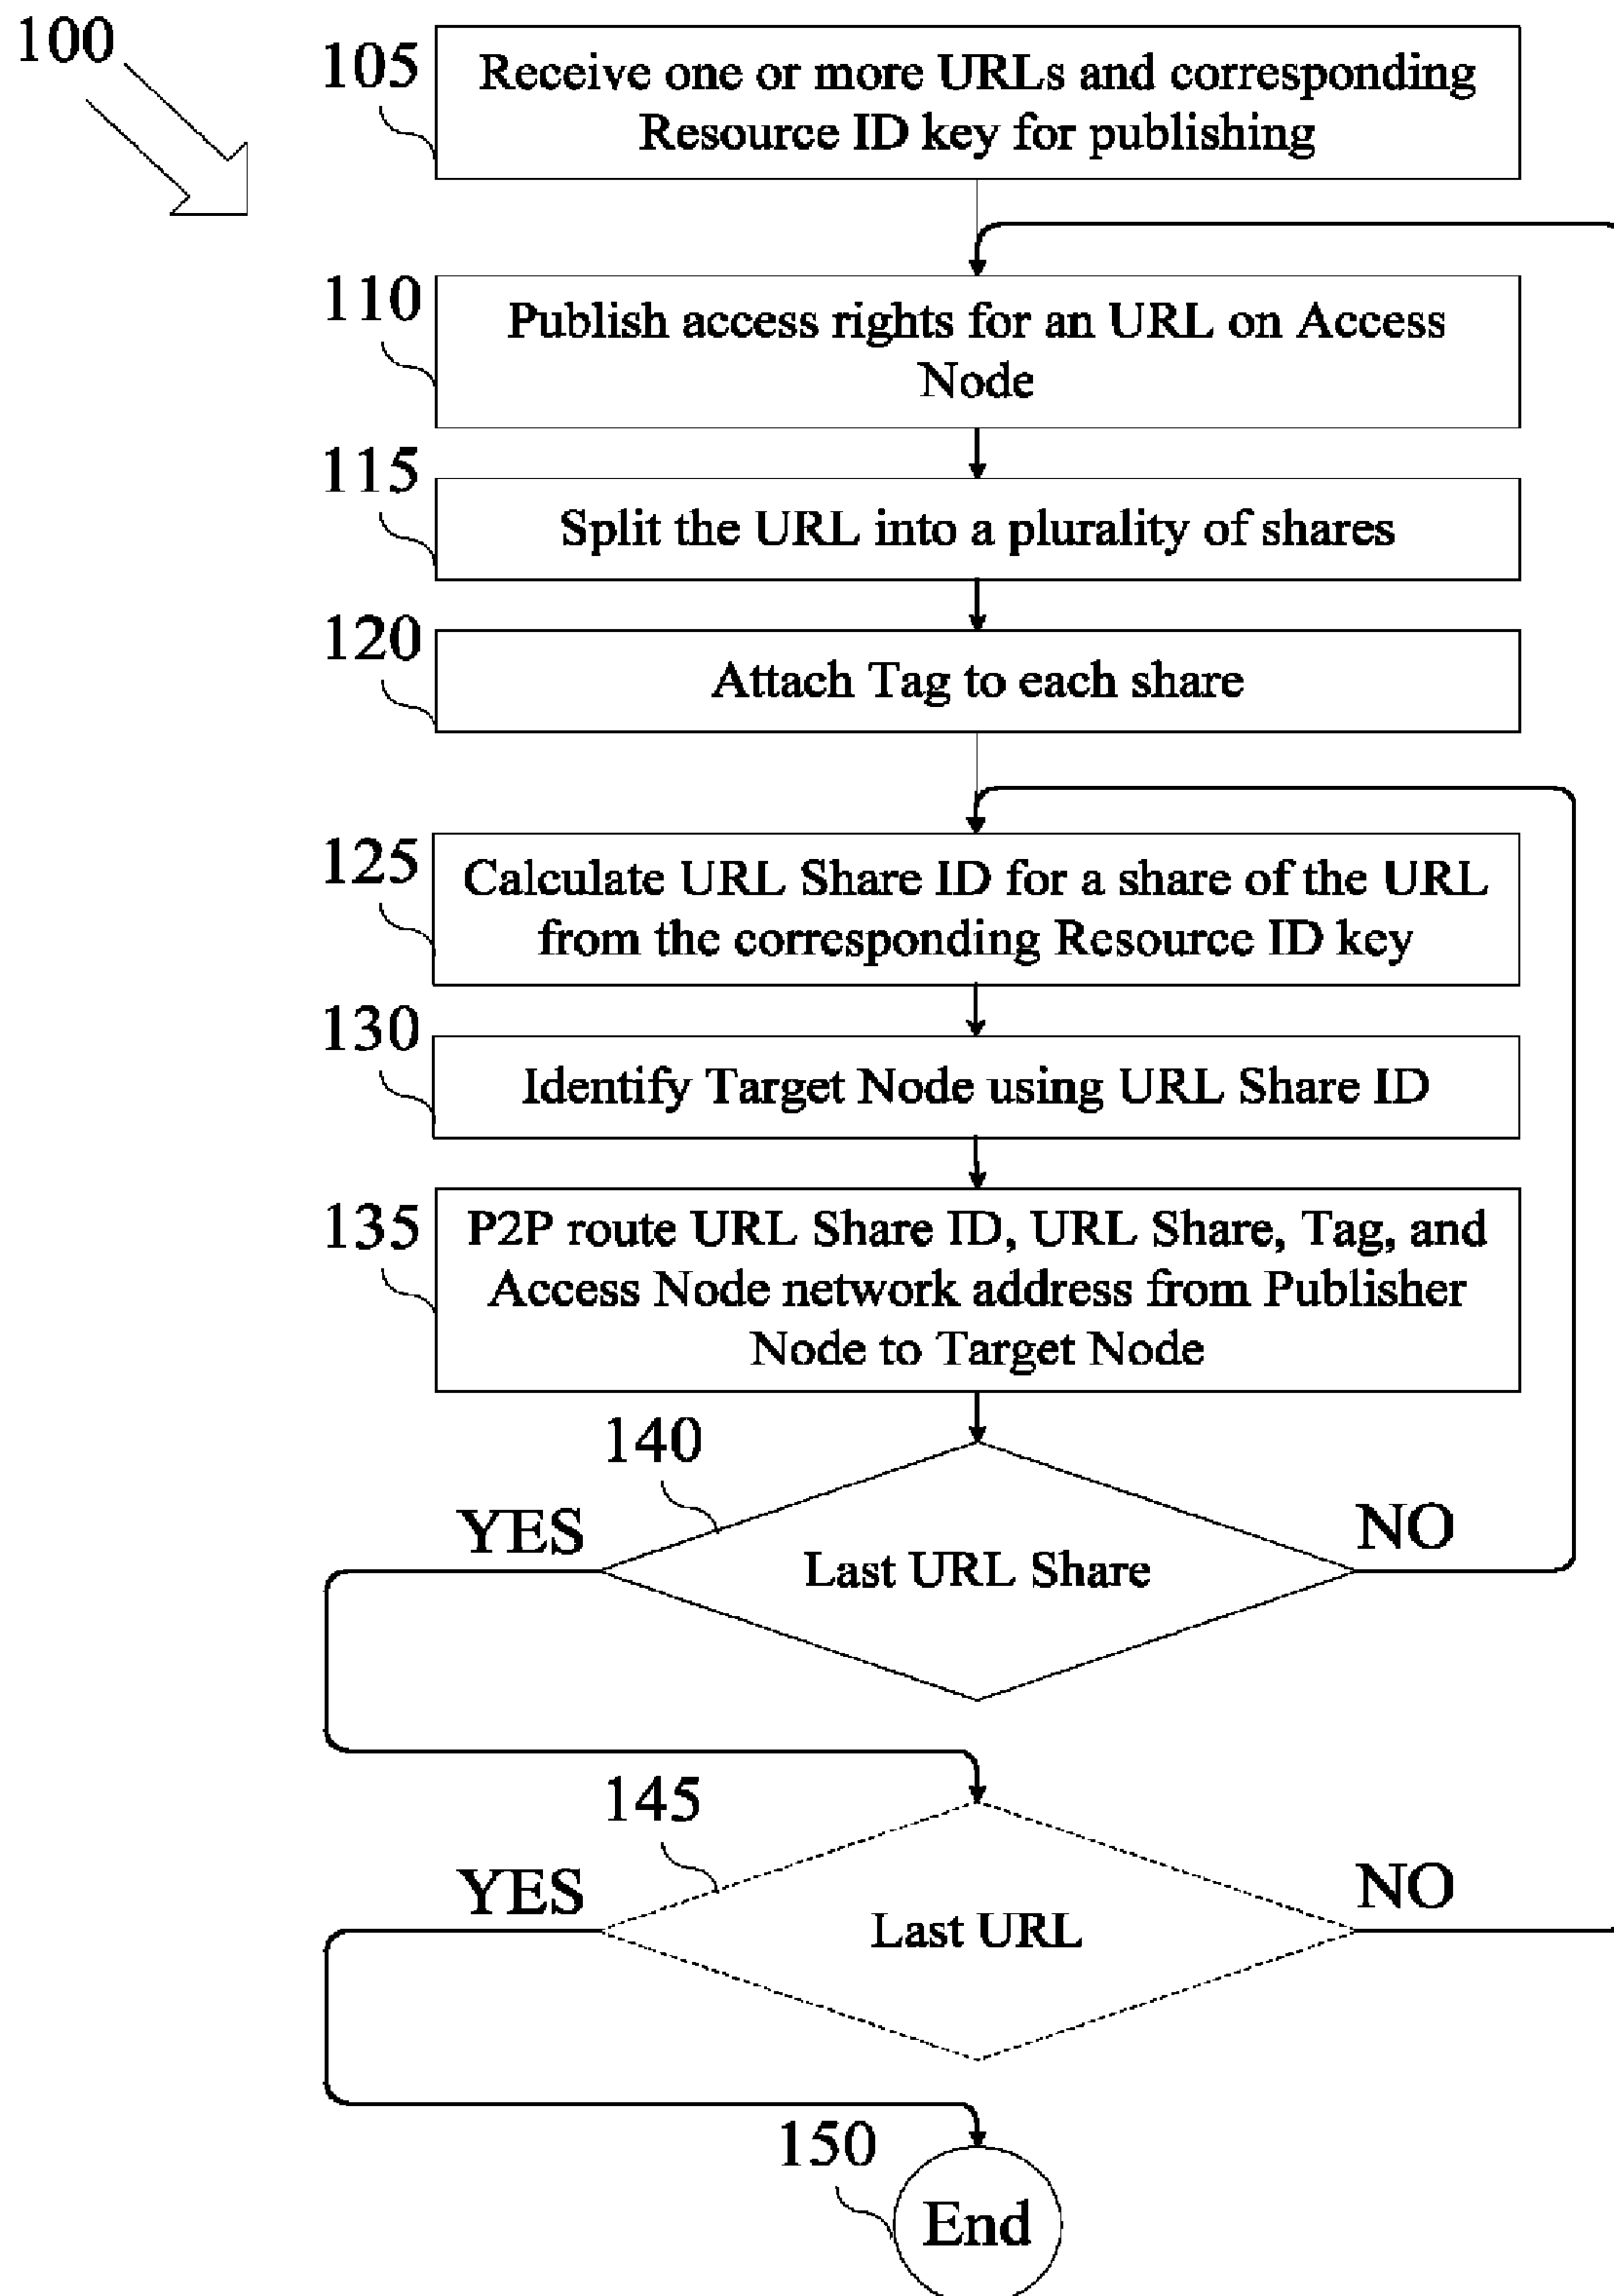 100
105
Receive one or more URLs and corresponding
Resource ID key for publishing
110
Publish access rights for an URL on Access
Node
115
Split the URL into a plurality of shares
120
Attach Tag to each share
125
Calculate URL Share ID for a share of the URL
from the corresponding Resource ID key
130
Identify Target Node using URL Share ID
135
P2P route URL Share ID, URL Share, Tag, and
Access Node network address from Publisher
Node to Target Node
140
YES
NO
Last URL Share
145
YES
NO
Last URL
150
End